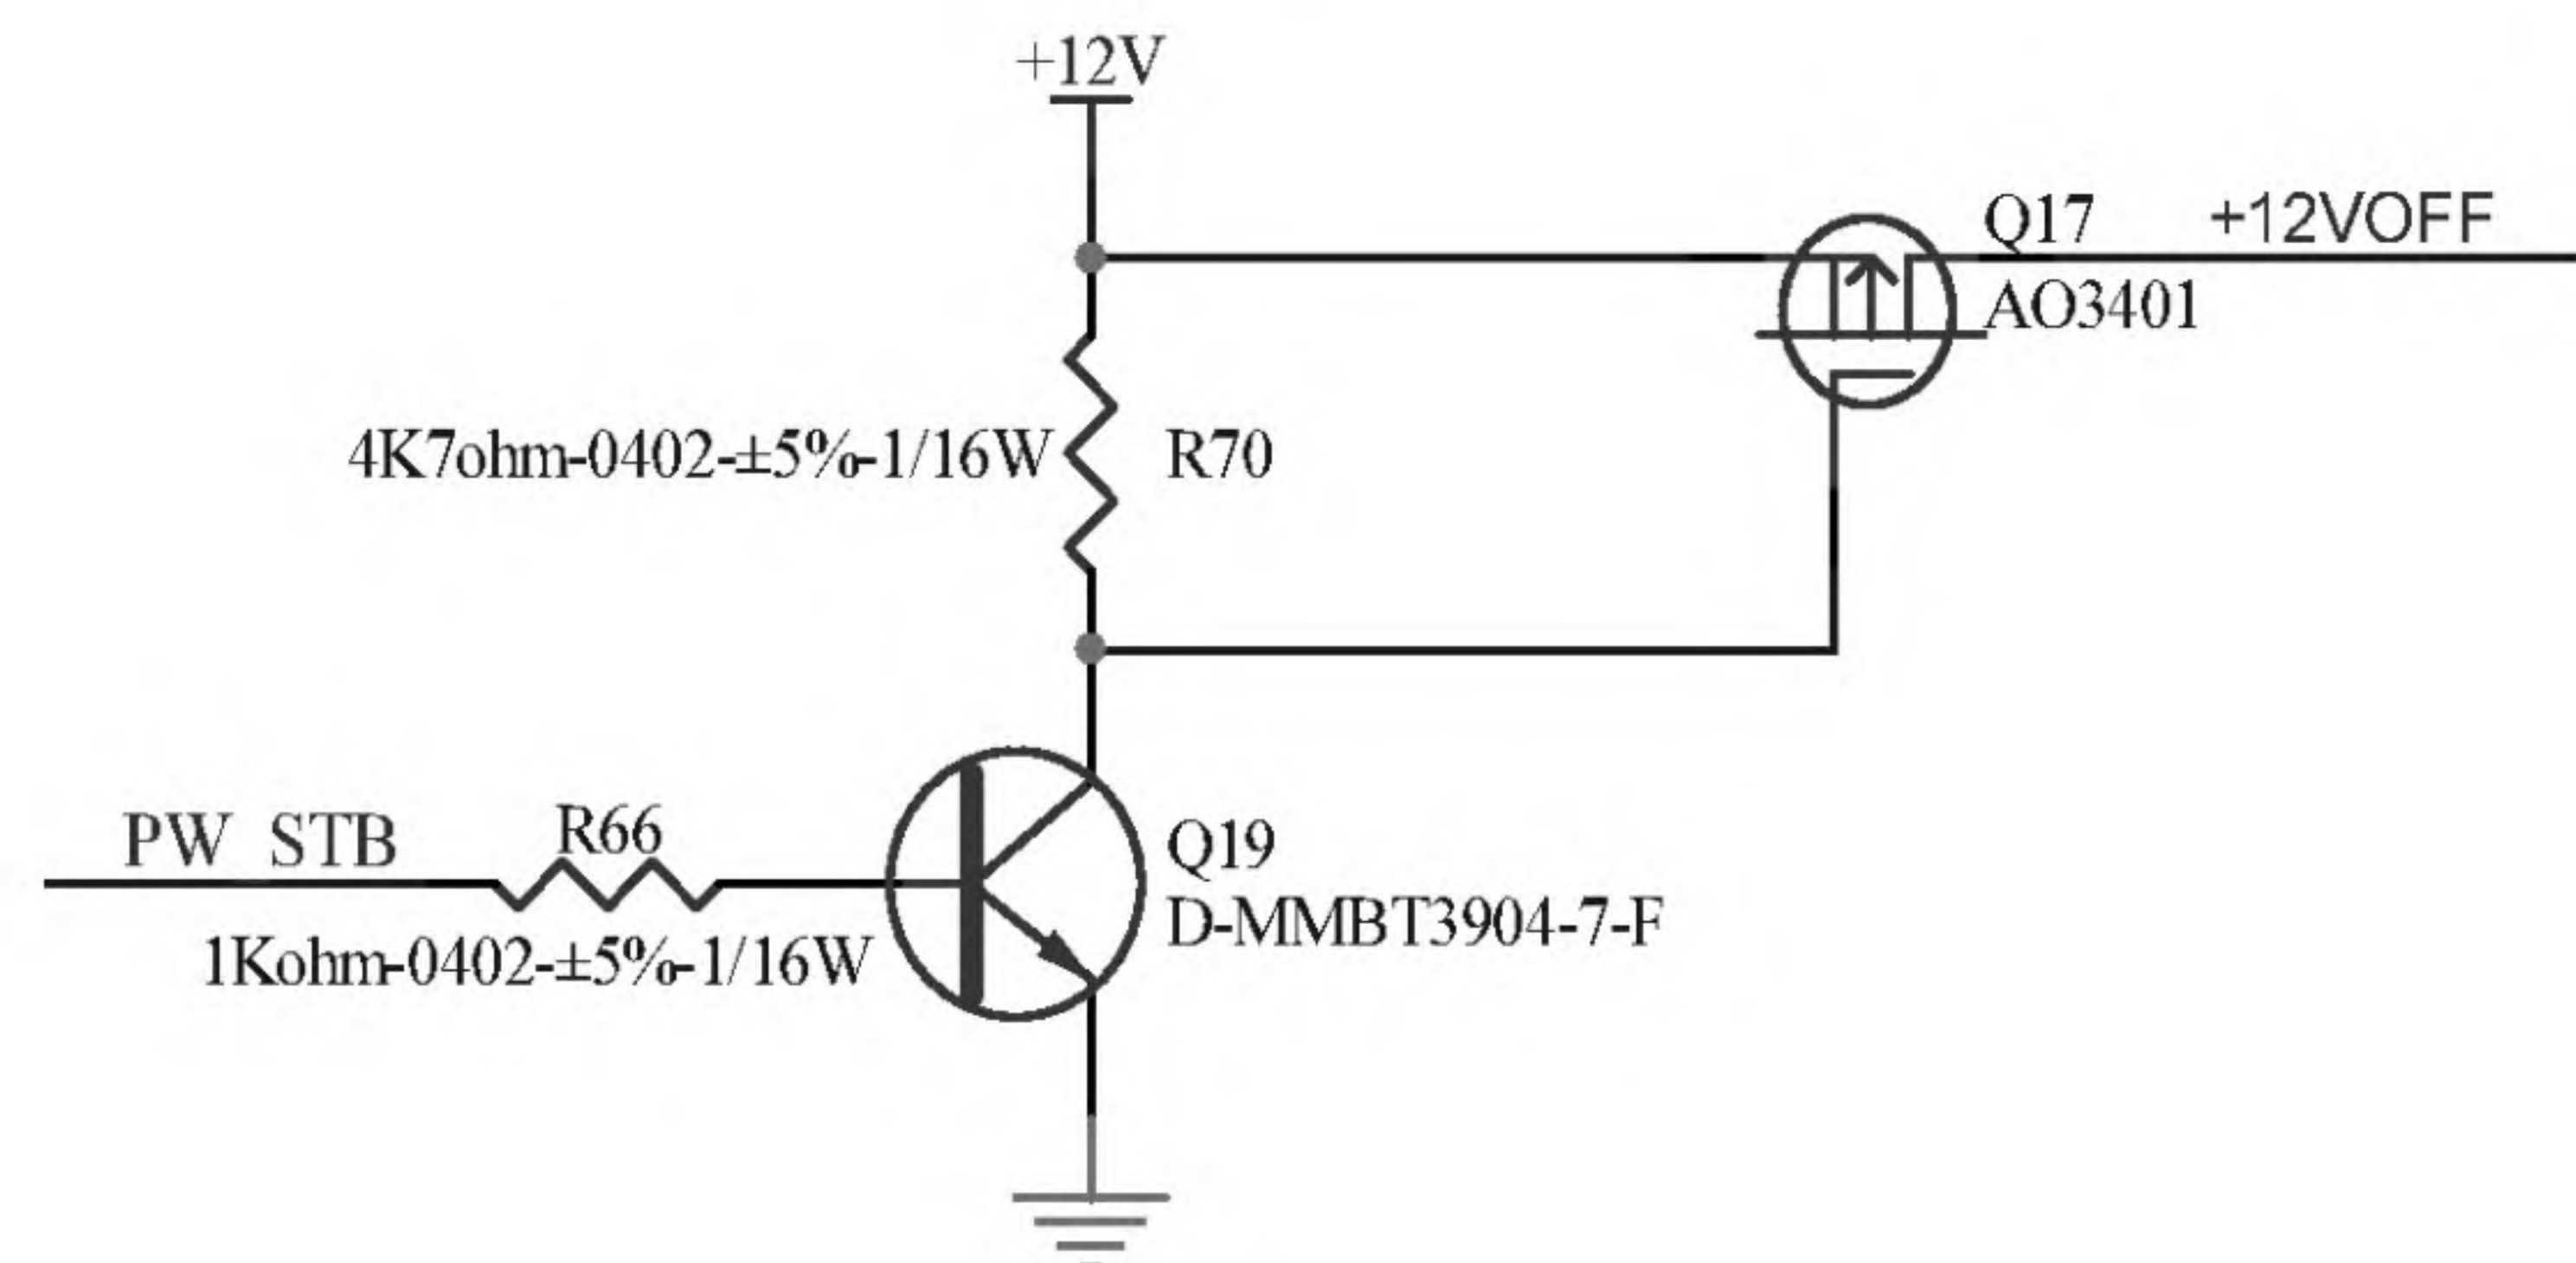 +12V
Q17
+12VOFF
AO3401
4K7ohm-0402-±5%-1/16W
R70
PW STB
R66
Q19
D-MMBT3904-7-F
1Kohm-0402-±5%-1/16W